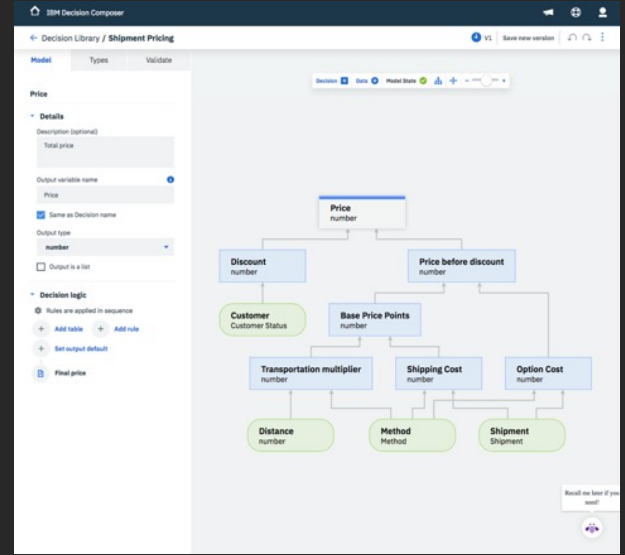 IBM Decision Composer
← Decision Library / Shipment Pricing
V1 Save new version
Model Types Validate
Decision Data Model State
Price
Details
Description (optional)
Total price
Output variable name
Price
Same as Decision name
Output type
number
Output is a list
Decision logic
Rules are applied in sequence
+ Add table + Add rule
+ Set output default
Final price
Price
number
Discount
number
Price before discount
number
Customer
Customer Status
Base Price Points
number
Transportation multiplier
number
Shipping Cost
number
Option Cost
number
Distance
number
Method
Method
Shipment
Shipment
Recall me later if you
need!